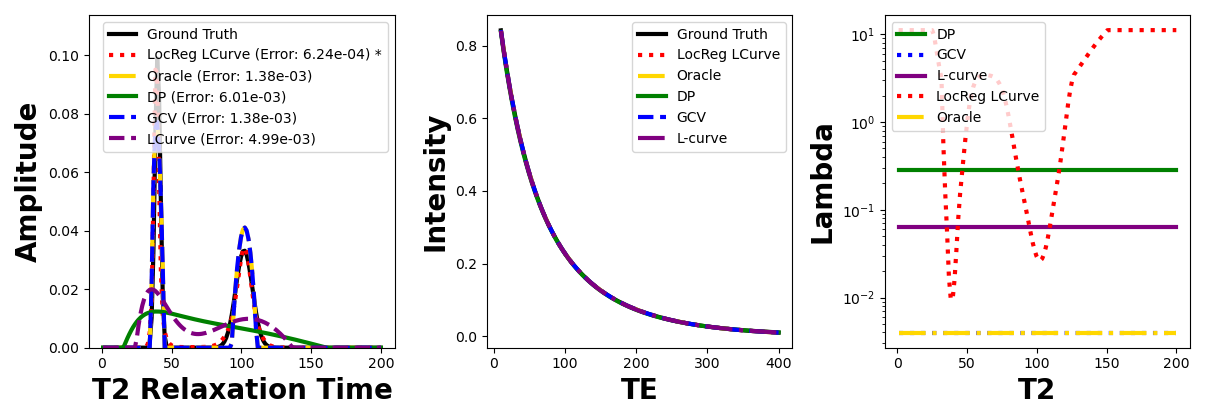 Amplitude
0.10
0.08
0.06
0.04
0.02
0.00
Ground Truth
LocReg LCurve (Error: 6.24e-04) *
Oracle (Error: 1.38e-03)
DP (Error: 6.01e-03)
GCV (Error: 1.38e-03)
LCurve (Error: 4.99e-03)
0 50 100 150 200
T2 Relaxation Time
Intensity
0.8
0.6
0.4
0.2
0.0
Ground Truth
LocReg LCurve
Oracle
DP
GCV
L-curve
0 100 200 300 400
TE
Lambda
10¹
10⁰
10⁻¹
10⁻²
DP
GCV
L-curve
LocReg LCurve
Oracle
0 50 100 150 200
T2